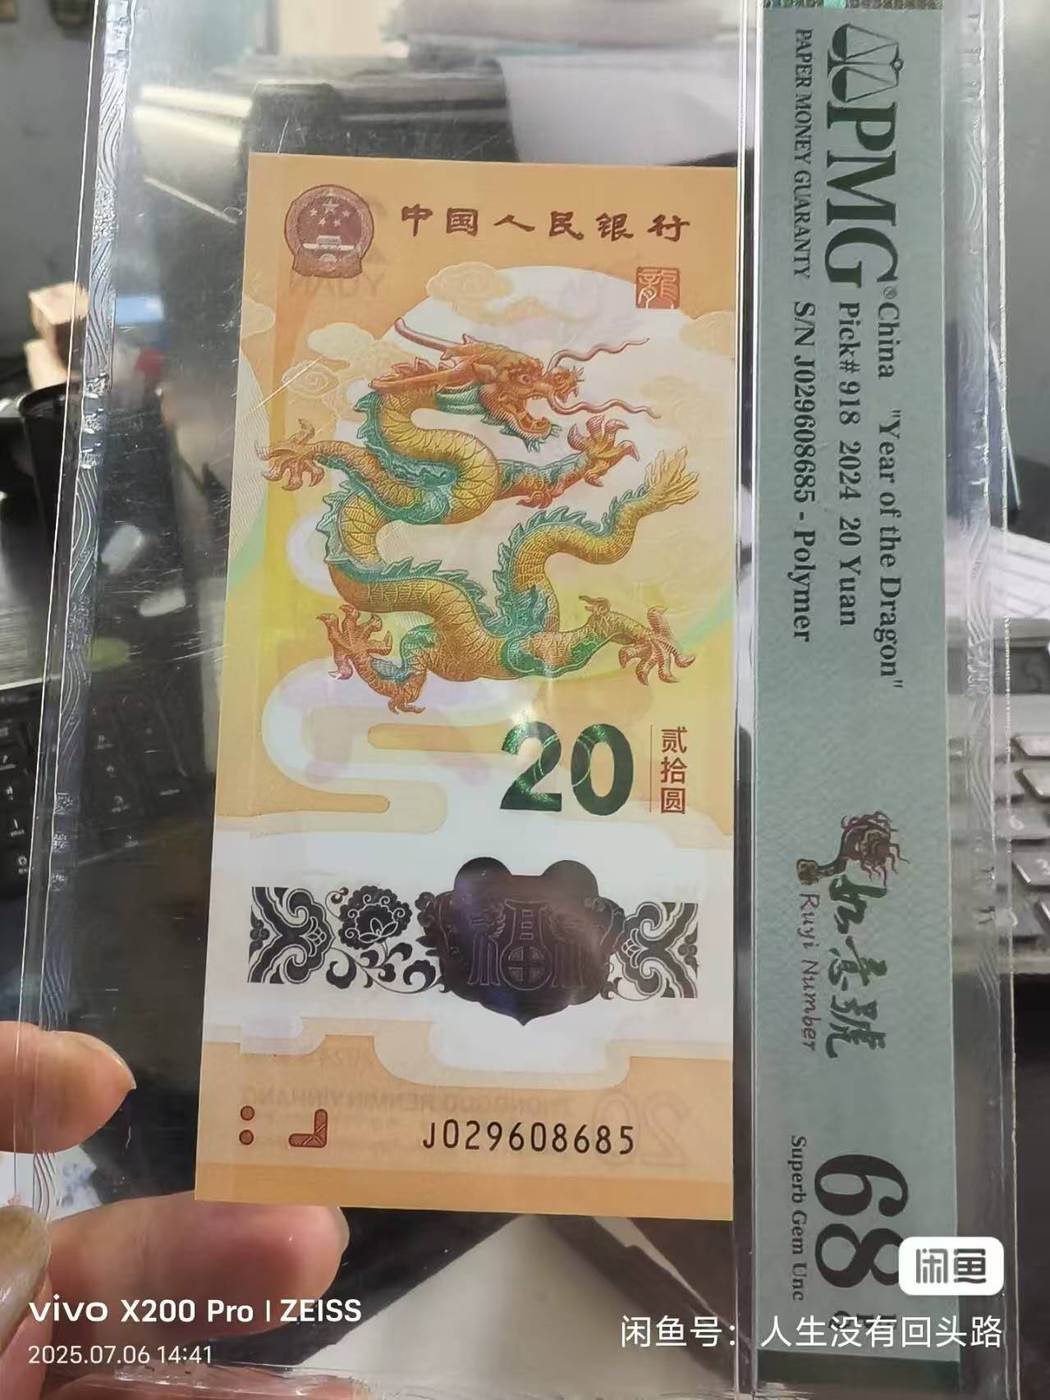 中国人民银行
龍
20
贰拾圆
福
J029608685
PMG®
PAPER MONEY GUARANTY
China "Year of the Dragon"
Pick# 918 2024 20 Yuan
S/N J029608685 - Polymer
如意號
Ruyi Number
68
Superb Gem Unc
闲鱼
vivo X200 Pro | ZEISS
2025.07.06 14:41
闲鱼号：人生没有回头路